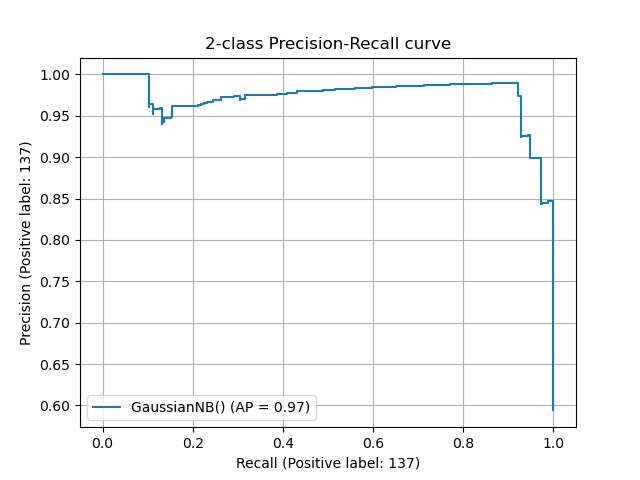 2-class Precision-Recall curve
Precision (Positive label: 137)
1.00
0.95
0.90
0.85
0.80
0.75
0.70
0.65
0.60
GaussianNB() (AP = 0.97)
0.0 0.2 0.4 0.6 0.8 1.0
Recall (Positive label: 137)